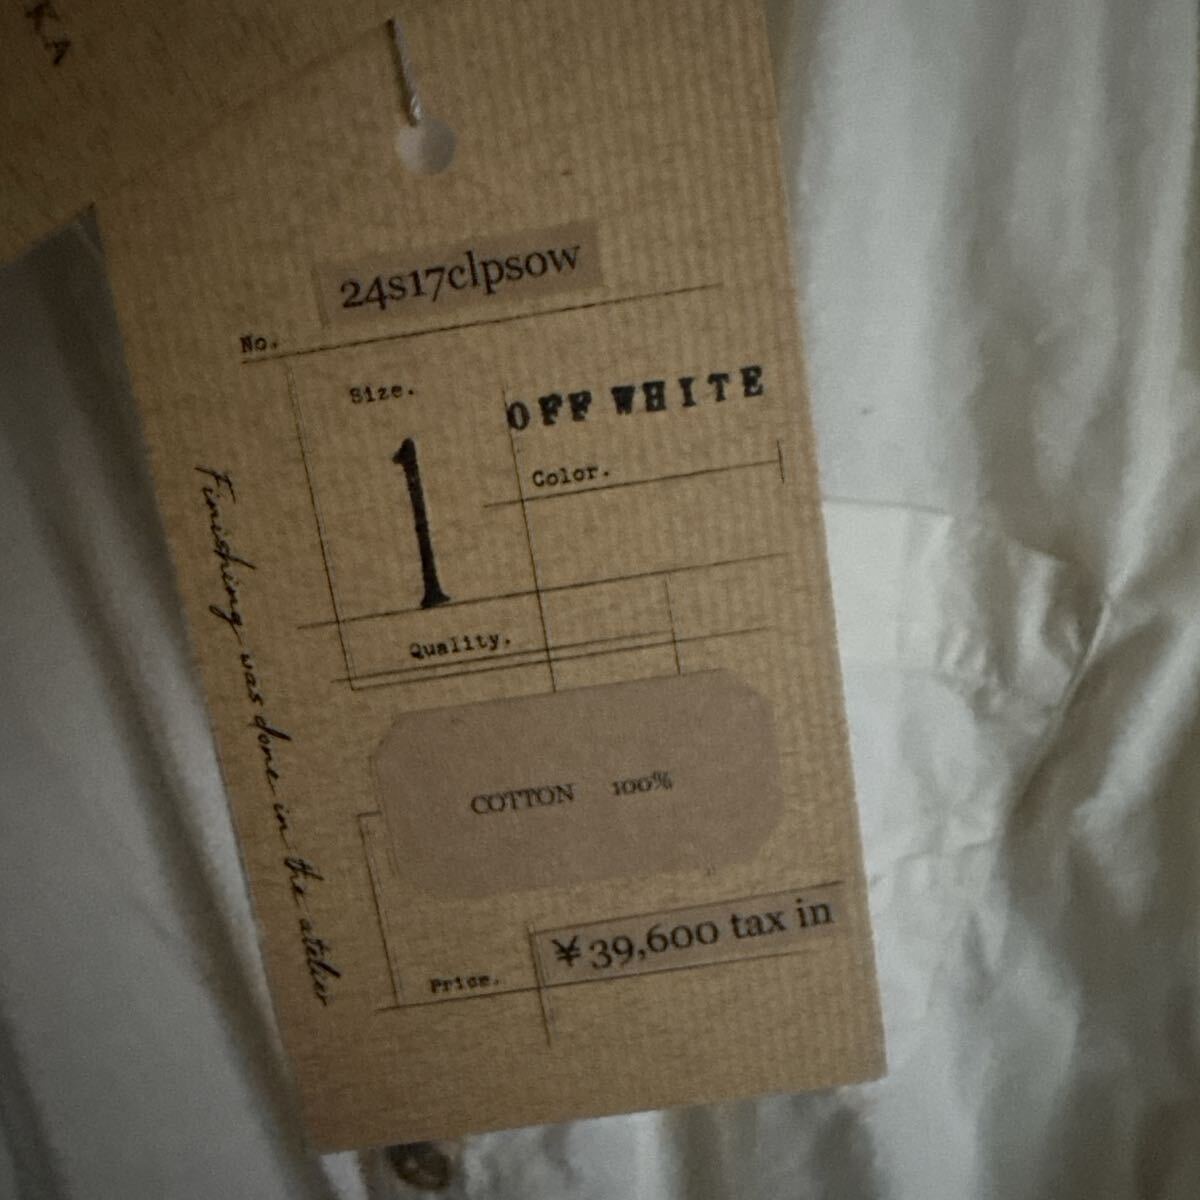 KA
24s17clpsow
No.
Size.
OFF WHITE
1
Color.
Quality.
COTTON 100%
¥39,600 tax in
Price.
Finishing was done in the atelier